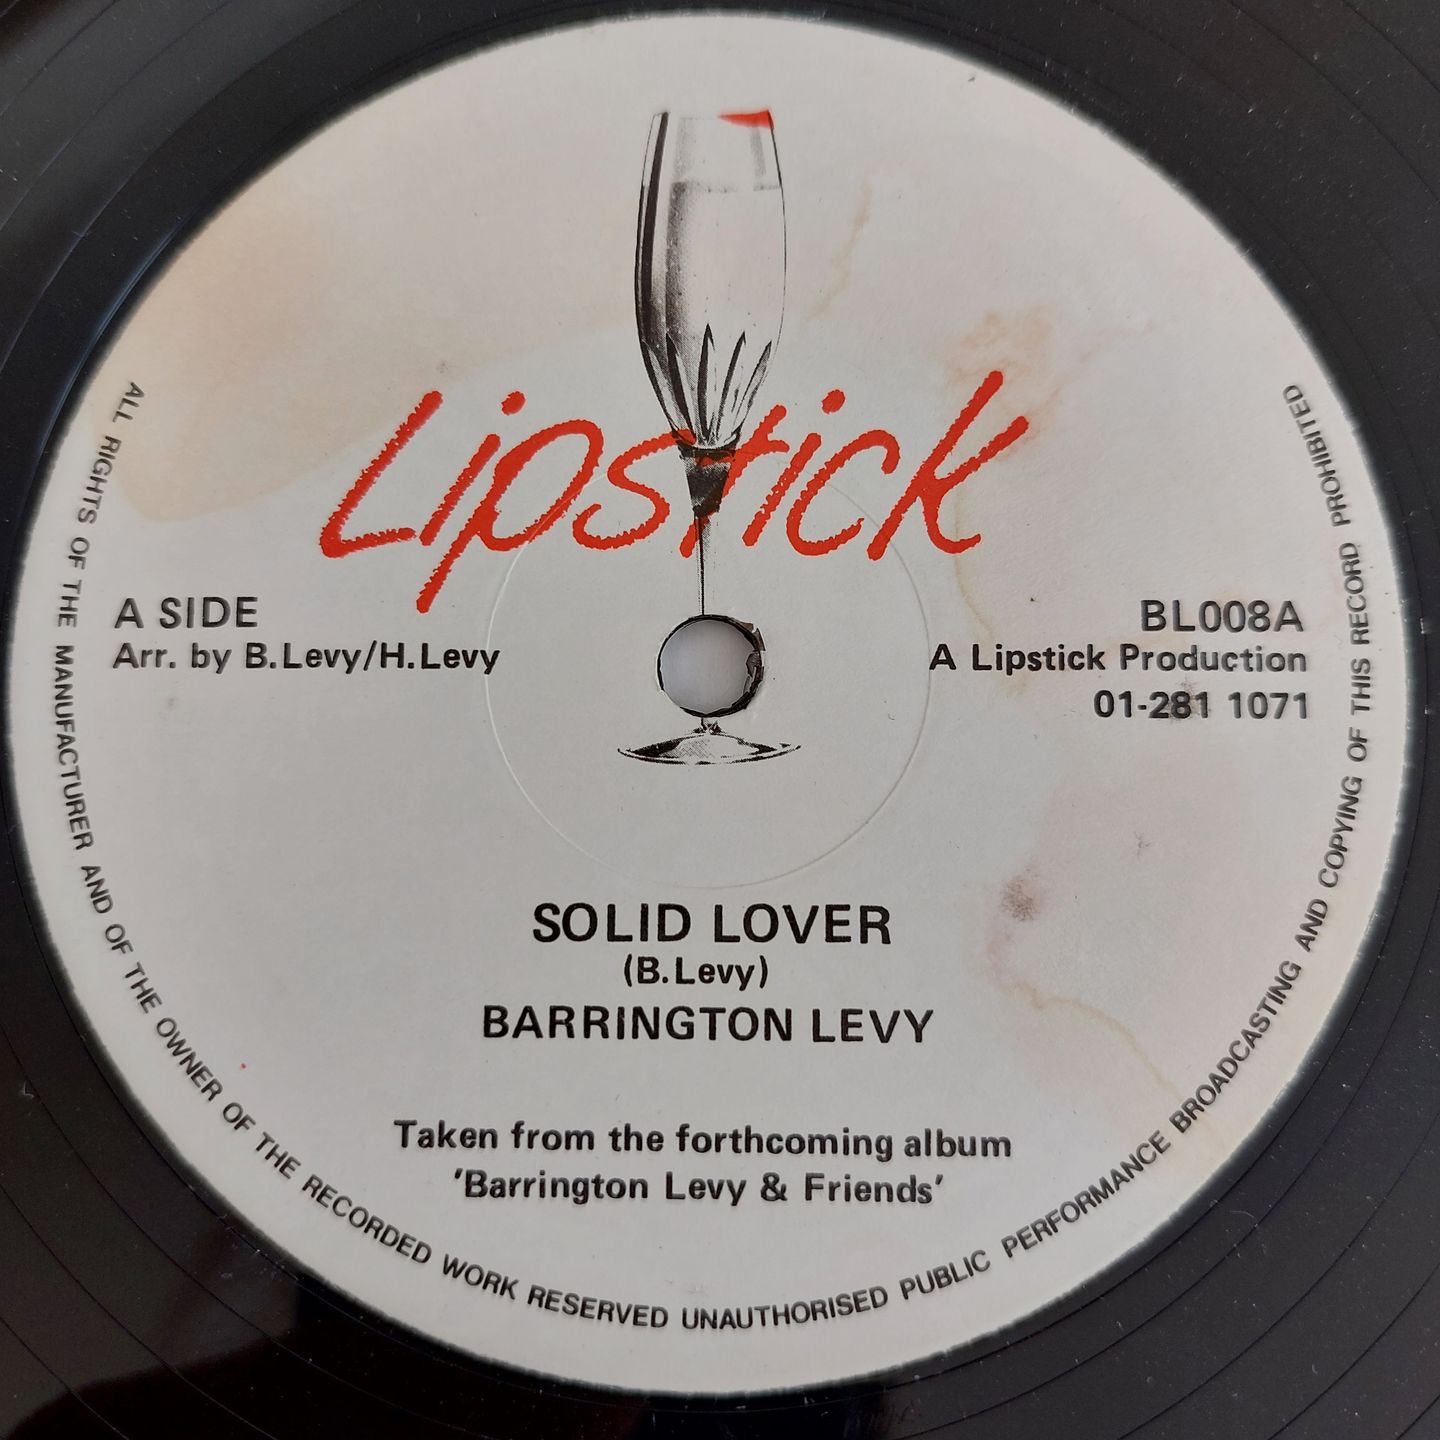 Lipstick
A SIDE
Arr. by B.Levy/H.Levy
BL008A
A Lipstick Production
01-281 1071
SOLID LOVER
(B.Levy)
BARRINGTON LEVY
Taken from the forthcoming album
'Barrington Levy & Friends'
ALL RIGHTS OF THE MANUFACTURER AND OF THE OWNER OF THE RECORDED WORK RESERVED UNAUTHORISED PUBLIC PERFORMANCE BROADCASTING AND COPYING OF THIS RECORD PROHIBITED